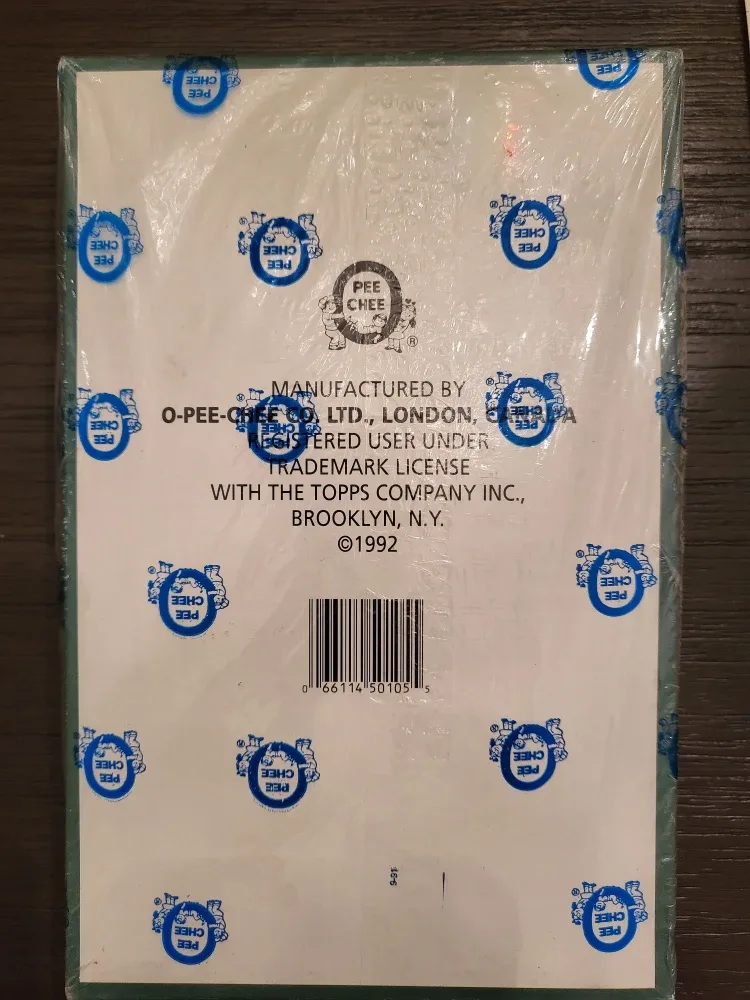 PEE
CHEE
®
MANUFACTURED BY
O-PEE-CHEE CO. LTD., LONDON, CANADA
REGISTERED USER UNDER
TRADEMARK LICENSE
WITH THE TOPPS COMPANY INC.,
BROOKLYN, N.Y.
©1992
0 66114 50105 5